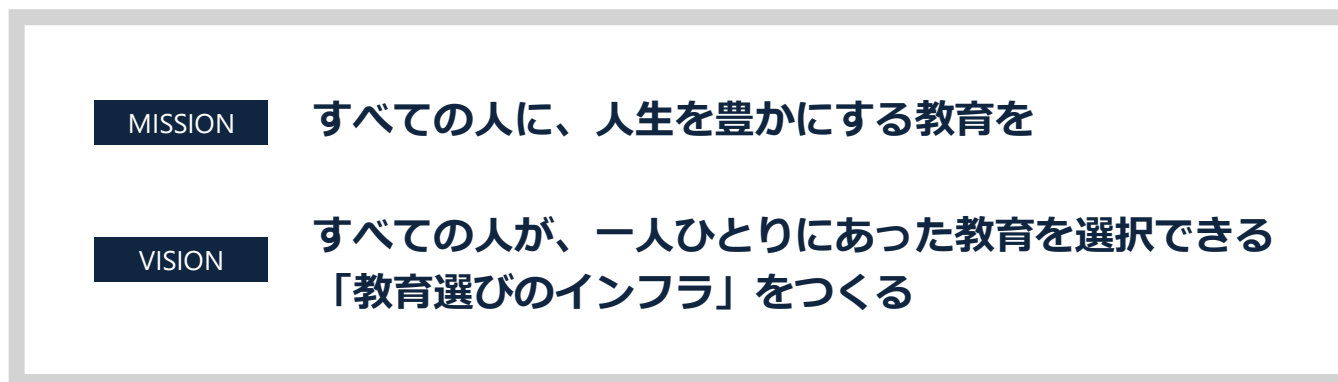 MISSION
すべての人に、人生を豊かにする教育を
VISION
すべての人が、一人ひとりにあった教育を選択できる
「教育選びのインフラ」をつくる